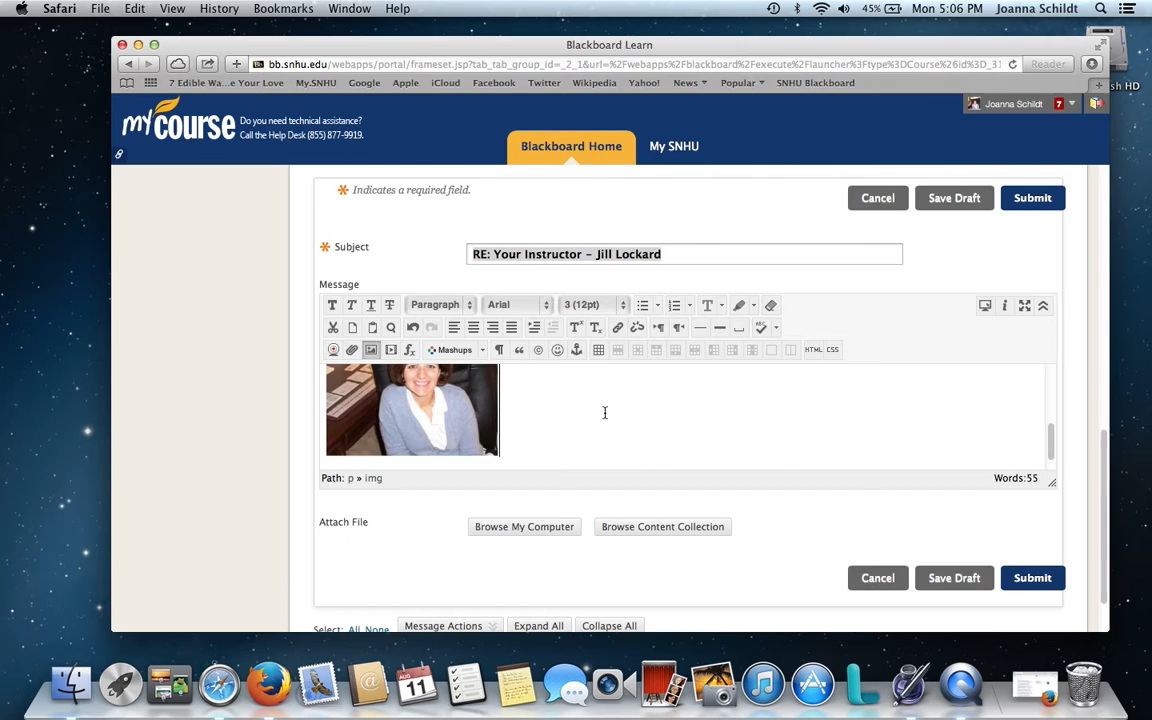 Safari File Edit View History Bookmarks Window Help 45% Mon 5:06 PM Joanna Schildt
Blackboard Learn
bb.snhu.edu/webapps/portal/frameset.jsp?tab_tab_group_id=_2_1&url=%2Fwebapps%2Fblackboard%2Fexecute%2Flauncher%3Ftype%3DCourse%26id%3D_31 Reader
7 Edible Wa...e Your Love My.SNHU Google Apple iCloud Facebook Twitter Wikipedia Yahoo! News Popular SNHU Blackboard
sh HD
my course
Do you need technical assistance?
Call the Help Desk (855) 877-9919.
Joanna Schildt 7
Blackboard Home My SNHU
Indicates a required field.
Cancel Save Draft Submit
Subject RE: Your Instructor - Jill Lockard
Message
T T T T Paragraph Arial 3 (12pt) T
Mashups HTML CSS
Path: p » img Words:55
Attach File Browse My Computer Browse Content Collection
Cancel Save Draft Submit
Select: All None Message Actions Expand All Collapse All
11